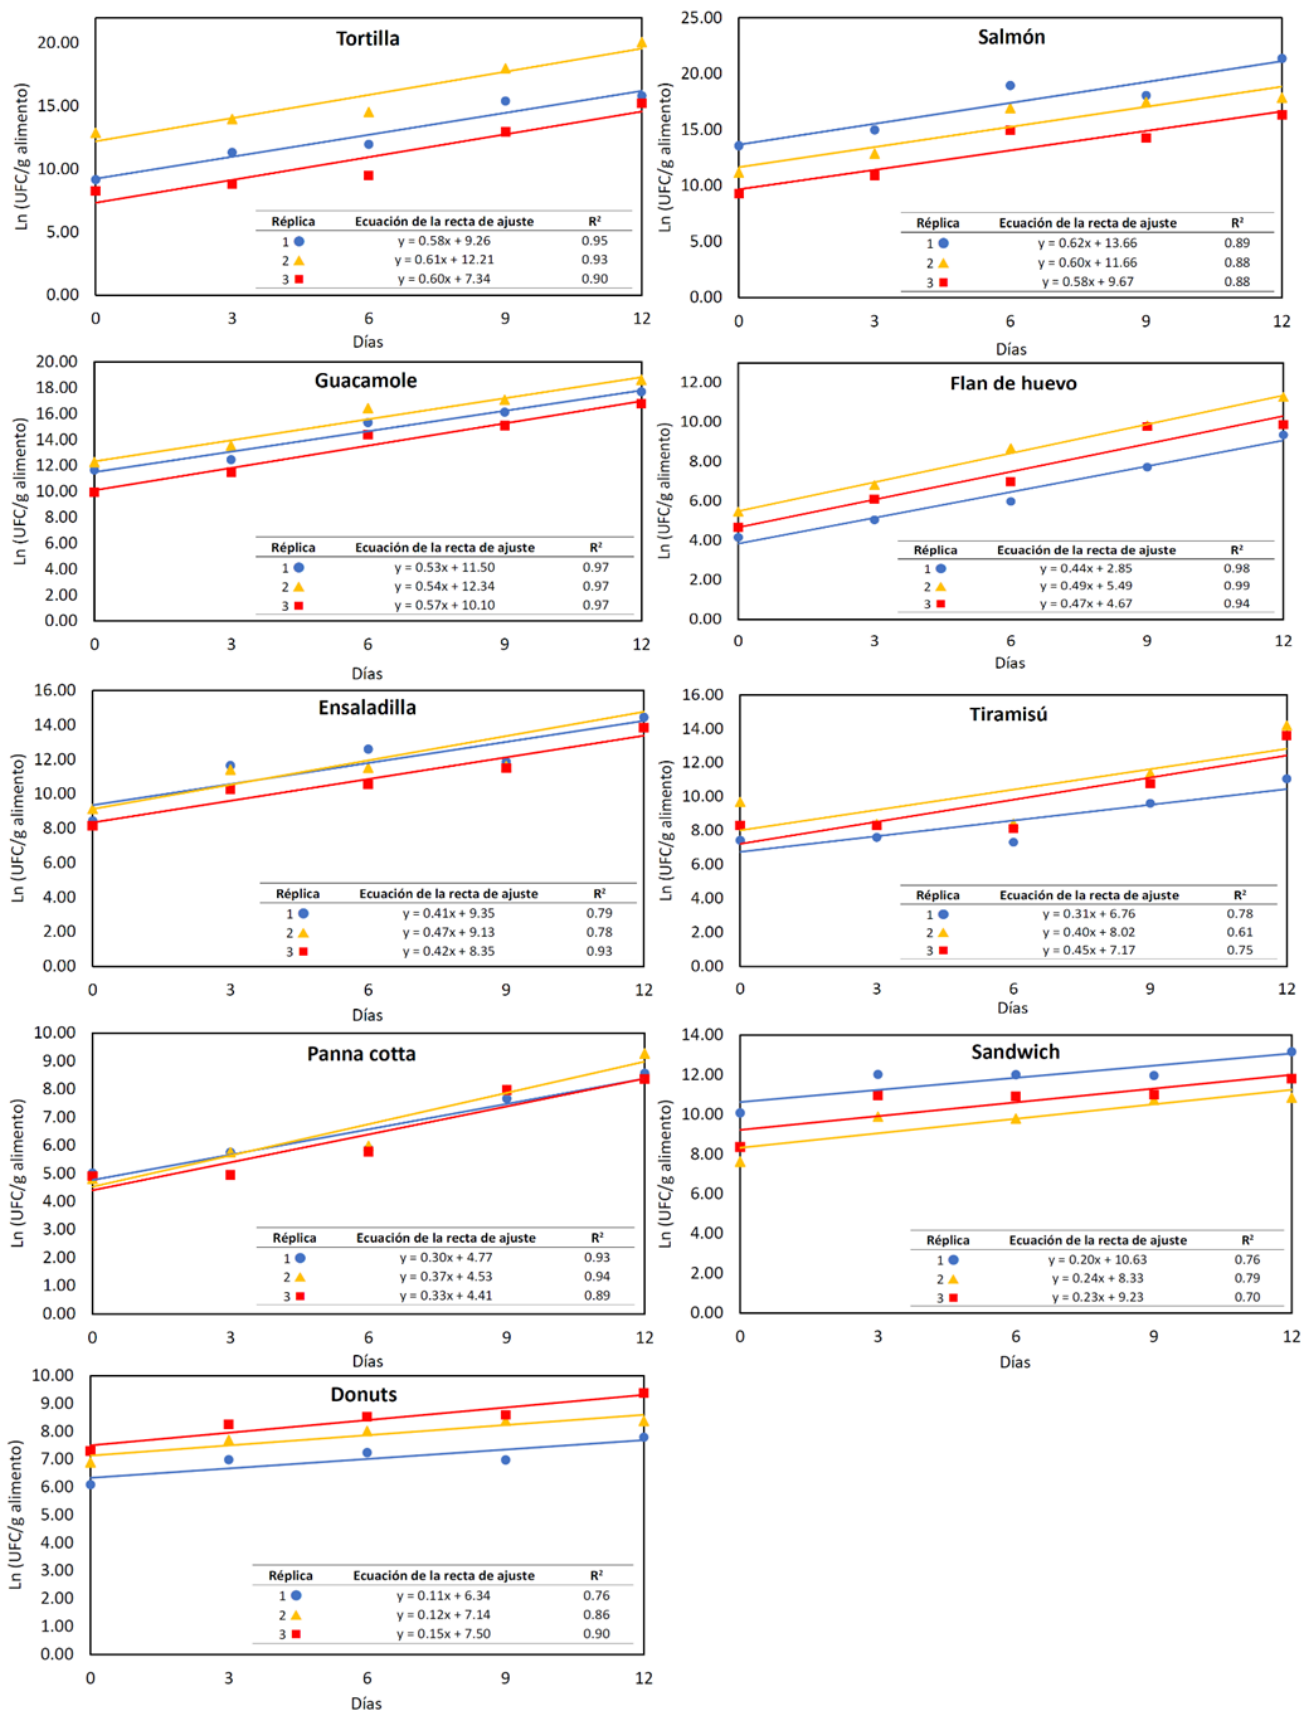 Tortilla
Ln (UFC/g alimento)
20.00
15.00
10.00
5.00
0.00
Réplica Ecuación de la recta de ajuste R²
1 y = 0.58x + 9.26 0.95
2 y = 0.61x + 12.21 0.93
3 y = 0.60x + 7.34 0.90
0 3 6 9 12
Días
Salmón
Ln (UFC/g alimento)
25.00
20.00
15.00
10.00
5.00
0.00
Réplica Ecuación de la recta de ajuste R²
1 y = 0.62x + 13.66 0.89
2 y = 0.60x + 11.66 0.88
3 y = 0.58x + 9.67 0.88
0 3 6 9 12
Días
Guacamole
Ln (UFC/g alimento)
20.00
18.00
16.00
14.00
12.00
10.00
8.00
6.00
4.00
2.00
0.00
Réplica Ecuación de la recta de ajuste R²
1 y = 0.53x + 11.50 0.97
2 y = 0.54x + 12.34 0.97
3 y = 0.57x + 10.10 0.97
0 3 6 9 12
Días
Flan de huevo
Ln (UFC/g alimento)
12.00
10.00
8.00
6.00
4.00
2.00
0.00
Réplica Ecuación de la recta de ajuste R²
1 y = 0.44x + 2.85 0.98
2 y = 0.49x + 5.49 0.99
3 y = 0.47x + 4.67 0.94
0 3 6 9 12
Días
Ensaladilla
Ln (UFC/g alimento)
16.00
14.00
12.00
10.00
8.00
6.00
4.00
2.00
0.00
Réplica Ecuación de la recta de ajuste R²
1 y = 0.41x + 9.35 0.79
2 y = 0.47x + 9.13 0.78
3 y = 0.42x + 8.35 0.93
0 3 6 9 12
Días
Tiramisú
Ln (UFC/g alimento)
16.00
14.00
12.00
10.00
8.00
6.00
4.00
2.00
0.00
Réplica Ecuación de la recta de ajuste R²
1 y = 0.31x + 6.76 0.78
2 y = 0.40x + 8.02 0.61
3 y = 0.45x + 7.17 0.75
0 3 6 9 12
Días
Panna cotta
Ln (UFC/g alimento)
10.00
9.00
8.00
7.00
6.00
5.00
4.00
3.00
2.00
1.00
0.00
Réplica Ecuación de la recta de ajuste R²
1 y = 0.30x + 4.77 0.93
2 y = 0.37x + 4.53 0.94
3 y = 0.33x + 4.41 0.89
0 3 6 9 12
Días
Sandwich
Ln (UFC/g alimento)
14.00
12.00
10.00
8.00
6.00
4.00
2.00
0.00
Réplica Ecuación de la recta de ajuste R²
1 y = 0.20x + 10.63 0.76
2 y = 0.24x + 8.33 0.79
3 y = 0.23x + 9.23 0.70
0 3 6 9 12
Días
Donuts
Ln (UFC/g alimento)
10.00
9.00
8.00
7.00
6.00
5.00
4.00
3.00
2.00
1.00
0.00
Réplica Ecuación de la recta de ajuste R²
1 y = 0.11x + 6.34 0.76
2 y = 0.12x + 7.14 0.86
3 y = 0.15x + 7.50 0.90
0 3 6 9 12
Días